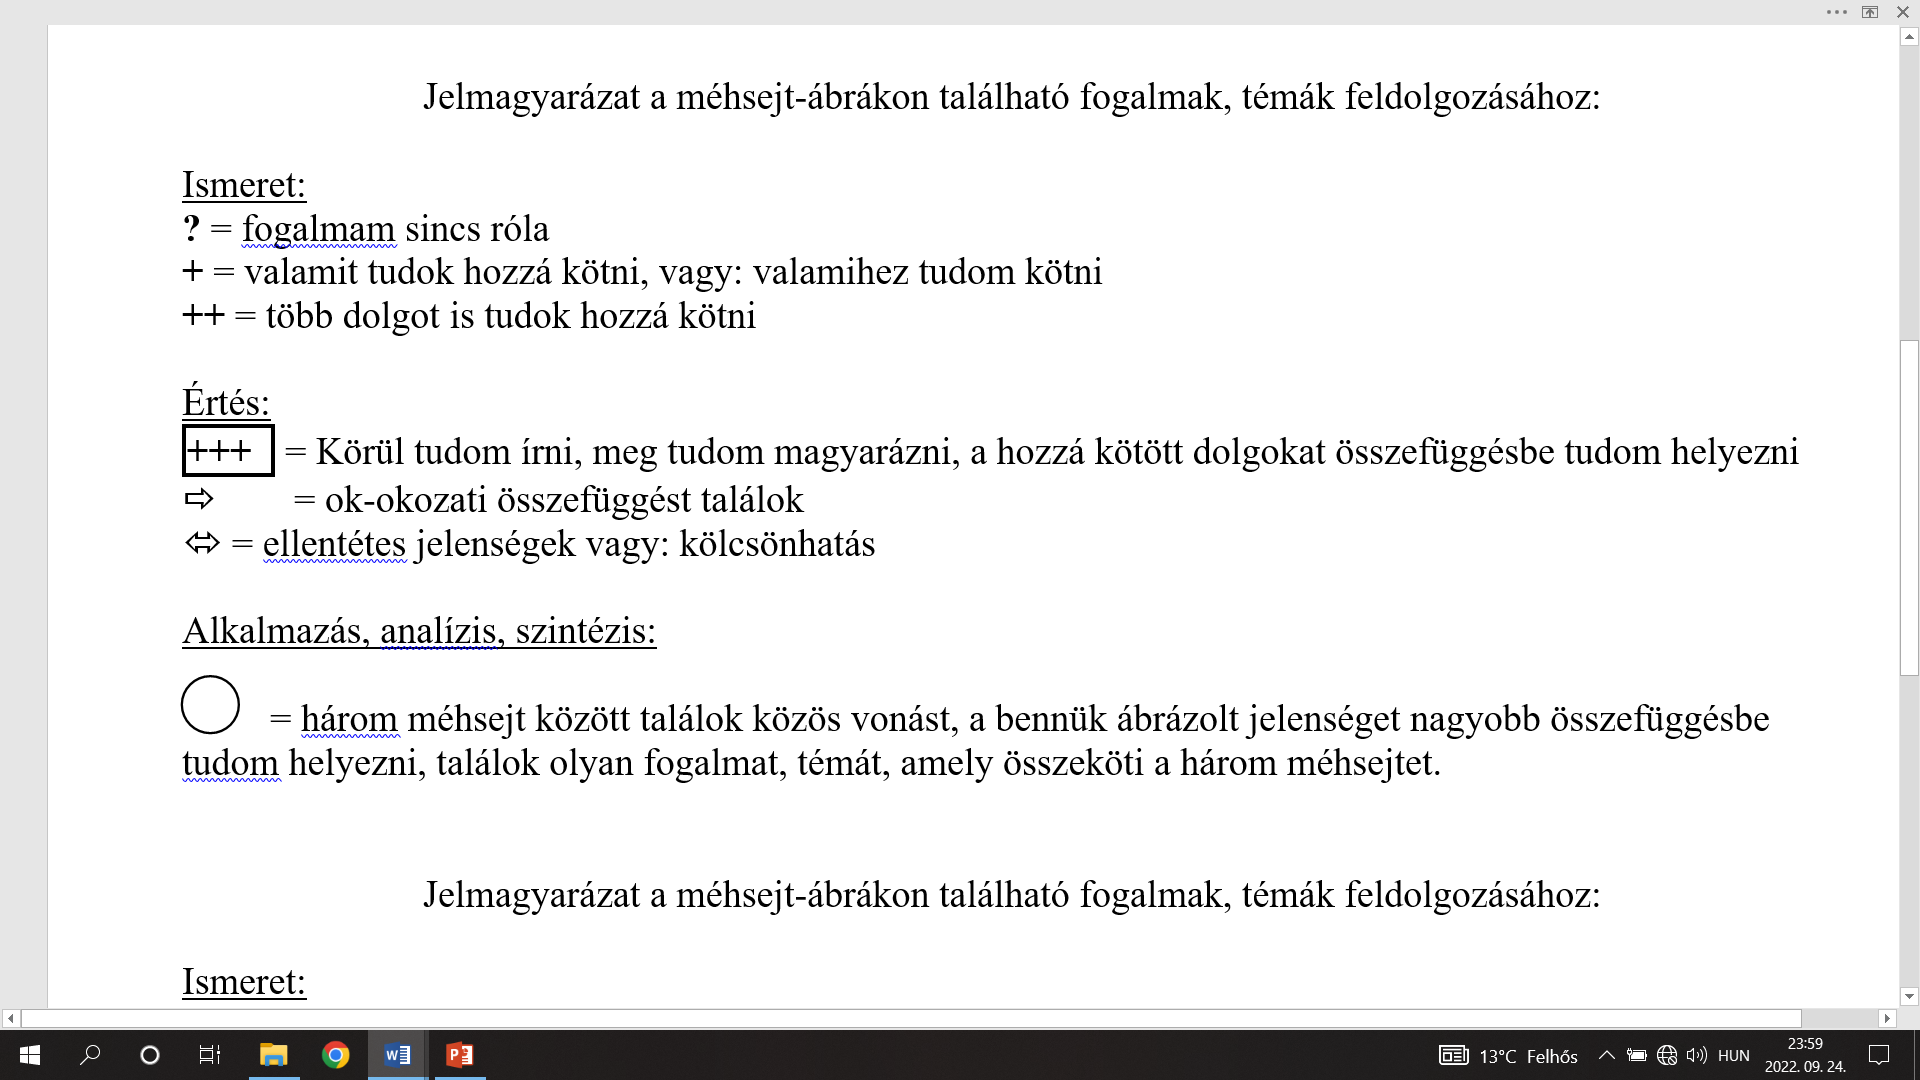 Jelmagyarázat a méhsejt-ábrákon található fogalmak, témák feldolgozásához:
Ismeret:
? = fogalmam sincs róla
+ = valamit tudok hozzá kötni, vagy: valamihez tudom kötni
++ = több dolgot is tudok hozzá kötni
Értés:
+++ = Körül tudom írni, meg tudom magyarázni, a hozzá kötött dolgokat összefüggésbe tudom helyezni
⇨ = ok-okozati összefüggést találok
⬄ = ellentétes jelenségek vagy: kölcsönhatás
Alkalmazás, analízis, szintézis:
= három méhsejt között találok közös vonást, a bennük ábrázolt jelenséget nagyobb összefüggésbe
tudom helyezni, találok olyan fogalmat, témát, amely összeköti a három méhsejtet.
Jelmagyarázat a méhsejt-ábrákon található fogalmak, témák feldolgozásához:
Ismeret:
13°C Felhős HUN 23:59
2022. 09. 24.